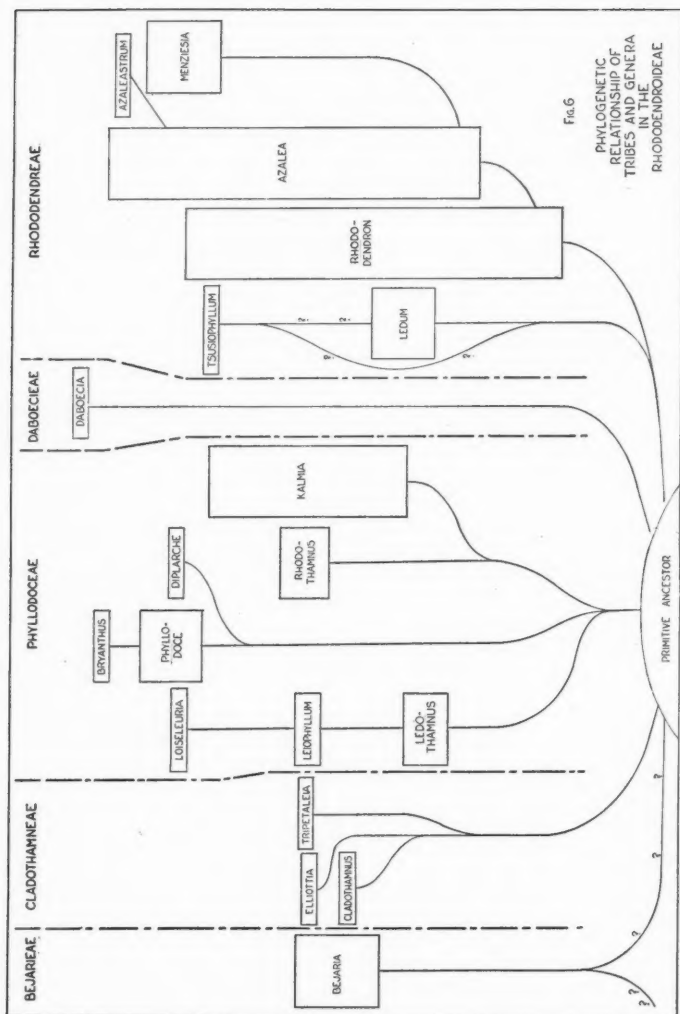 BEJARIEAE
CLADOTHAMNEAE
PHYLLODOCEAE
DABOECIEAE
RHODODENDREAE
BEJARIA
ELLIOTTIA
CLADOTHAMNUS
TRIPETALEIA
LOISELEURIA
LEIOPHYLLUM
LEDO-
THAMNUS
BRYANTHUS
PHYLLO-
DOCE
DIPLARCHE
RHODO-
THAMNUS
KALMIA
DABOECIA
TSUSIOPHYLLUM
LEDUM
RHODO-
DENDRON
AZALEA
AZALEASTRUM
MENZIESIA
?
?
?
?
?
?
?
?
?
PRIMITIVE ANCESTOR
FIG.6
PHYLOGENETIC
RELATIONSHIP OF
TRIBES AND GENERA
IN THE
RHODODENDROIDEAE